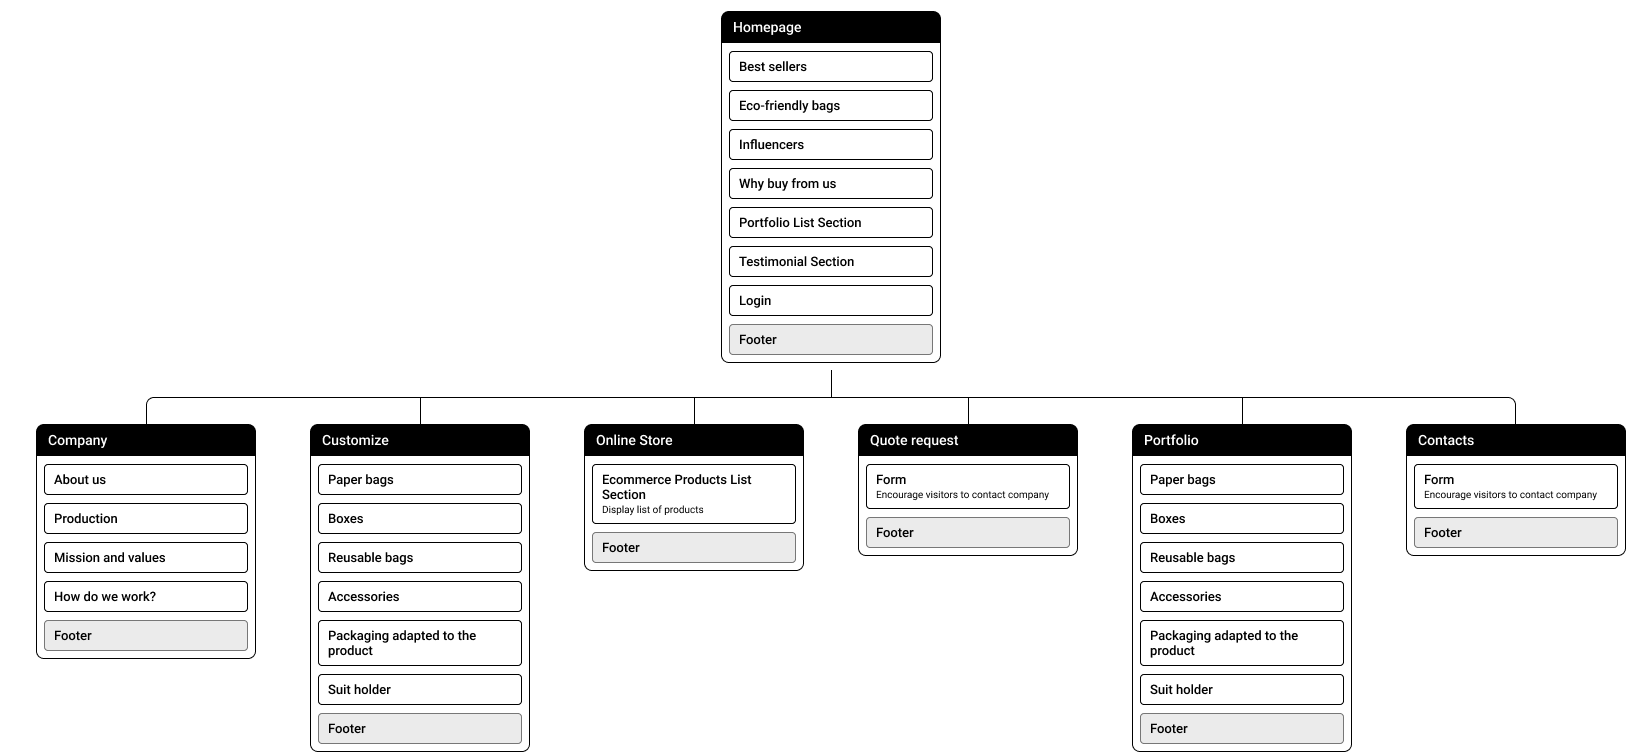 Homepage
Best sellers
Eco-friendly bags
Influencers
Why buy from us
Portfolio List Section
Testimonial Section
Login
Footer
Company
About us
Production
Mission and values
How do we work?
Footer
Customize
Paper bags
Boxes
Reusable bags
Accessories
Packaging adapted to the
product
Suit holder
Footer
Online Store
Ecommerce Products List
Section
Display list of products
Footer
Quote request
Form
Encourage visitors to contact company
Footer
Portfolio
Paper bags
Boxes
Reusable bags
Accessories
Packaging adapted to the
product
Suit holder
Footer
Contacts
Form
Encourage visitors to contact company
Footer